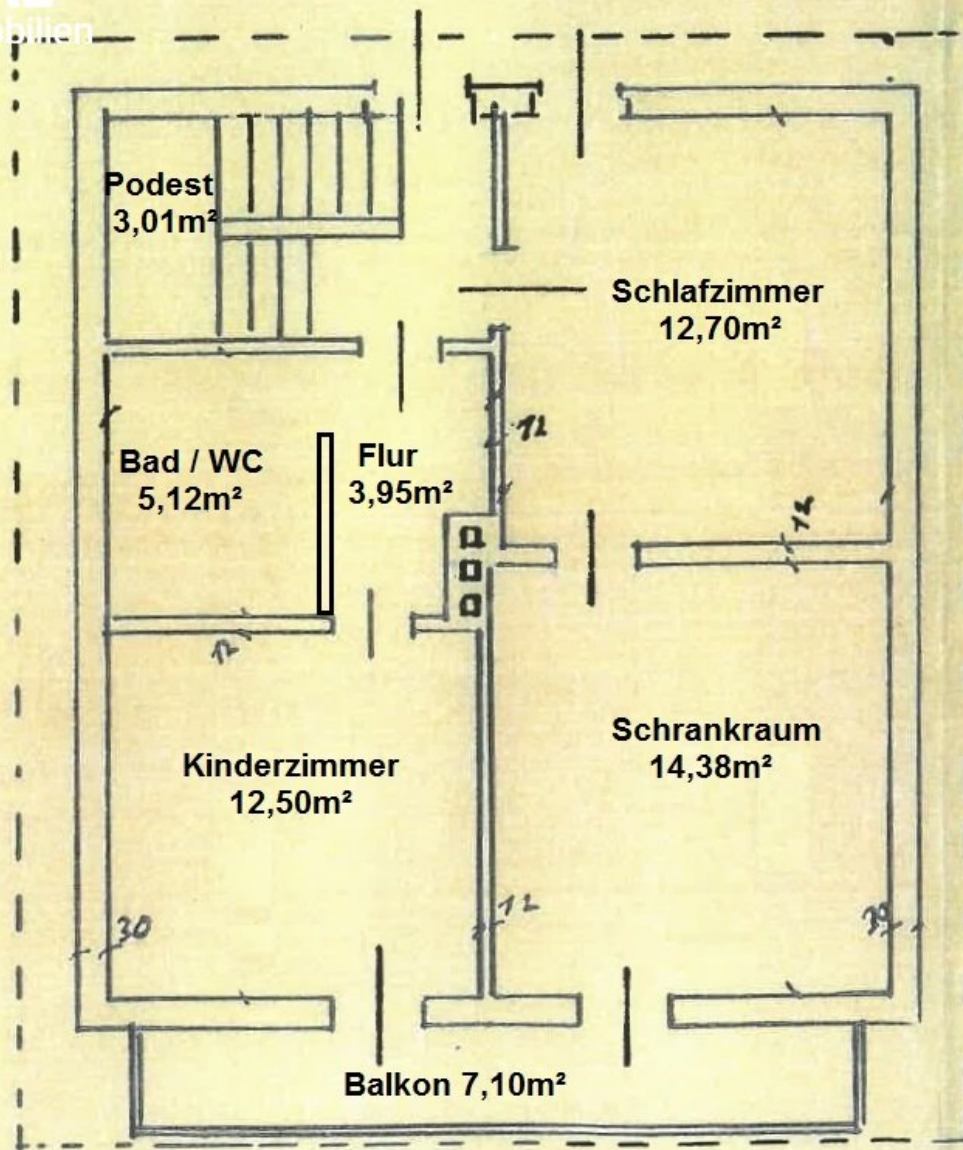 bilien
Podest
3,01m²
Schlafzimmer
12,70m²
12
Bad / WC
5,12m²
Flur
3,95m²
12
12
Schrankraum
14,38m²
Kinderzimmer
12,50m²
30
12
30
Balkon 7,10m²